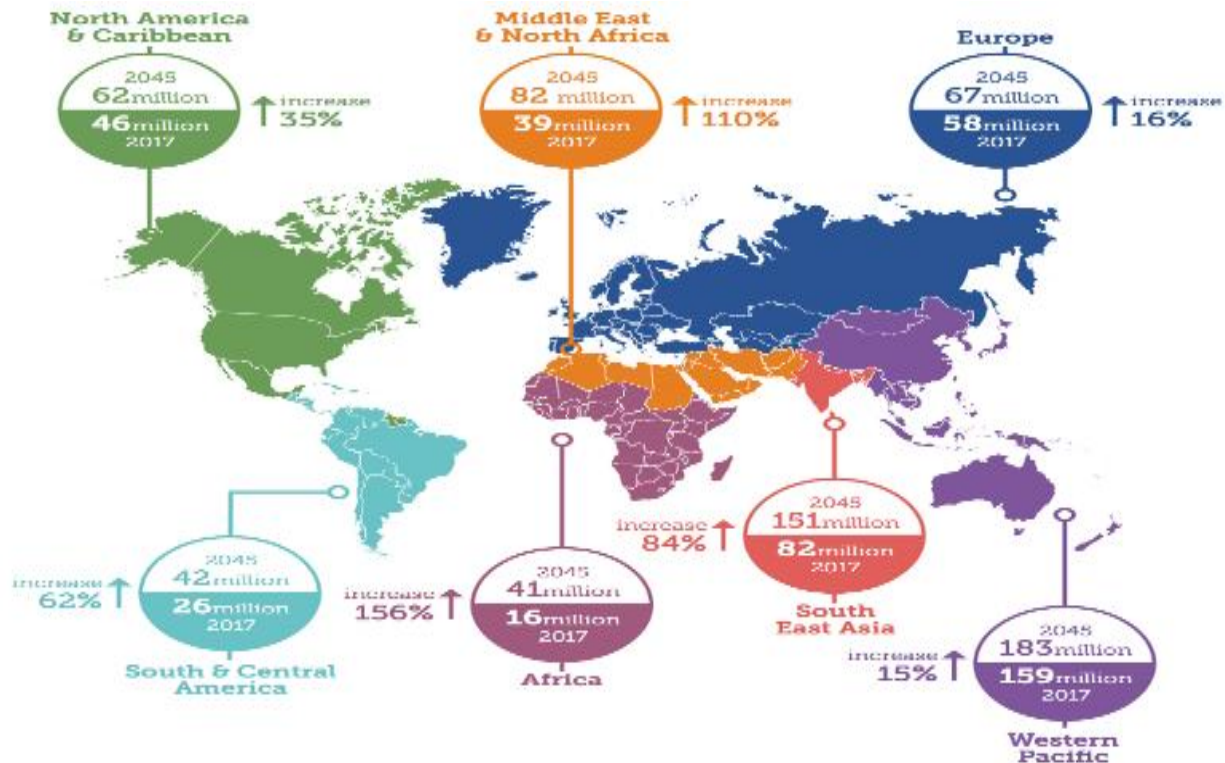 North America
& Caribbean
2045
62million
46million
2017
increase
35%
Middle East
& North Africa
2045
82 million
39million
2017
increase
110%
Europe
2045
67million
58million
2017
increase
16%
2045
42million
26million
2017
increase
62%
South & Central
America
2045
41million
16million
2017
increase
156%
Africa
2045
151million
82million
2017
increase
84%
South
East Asia
2045
183million
159million
2017
increase
15%
Western
Pacific